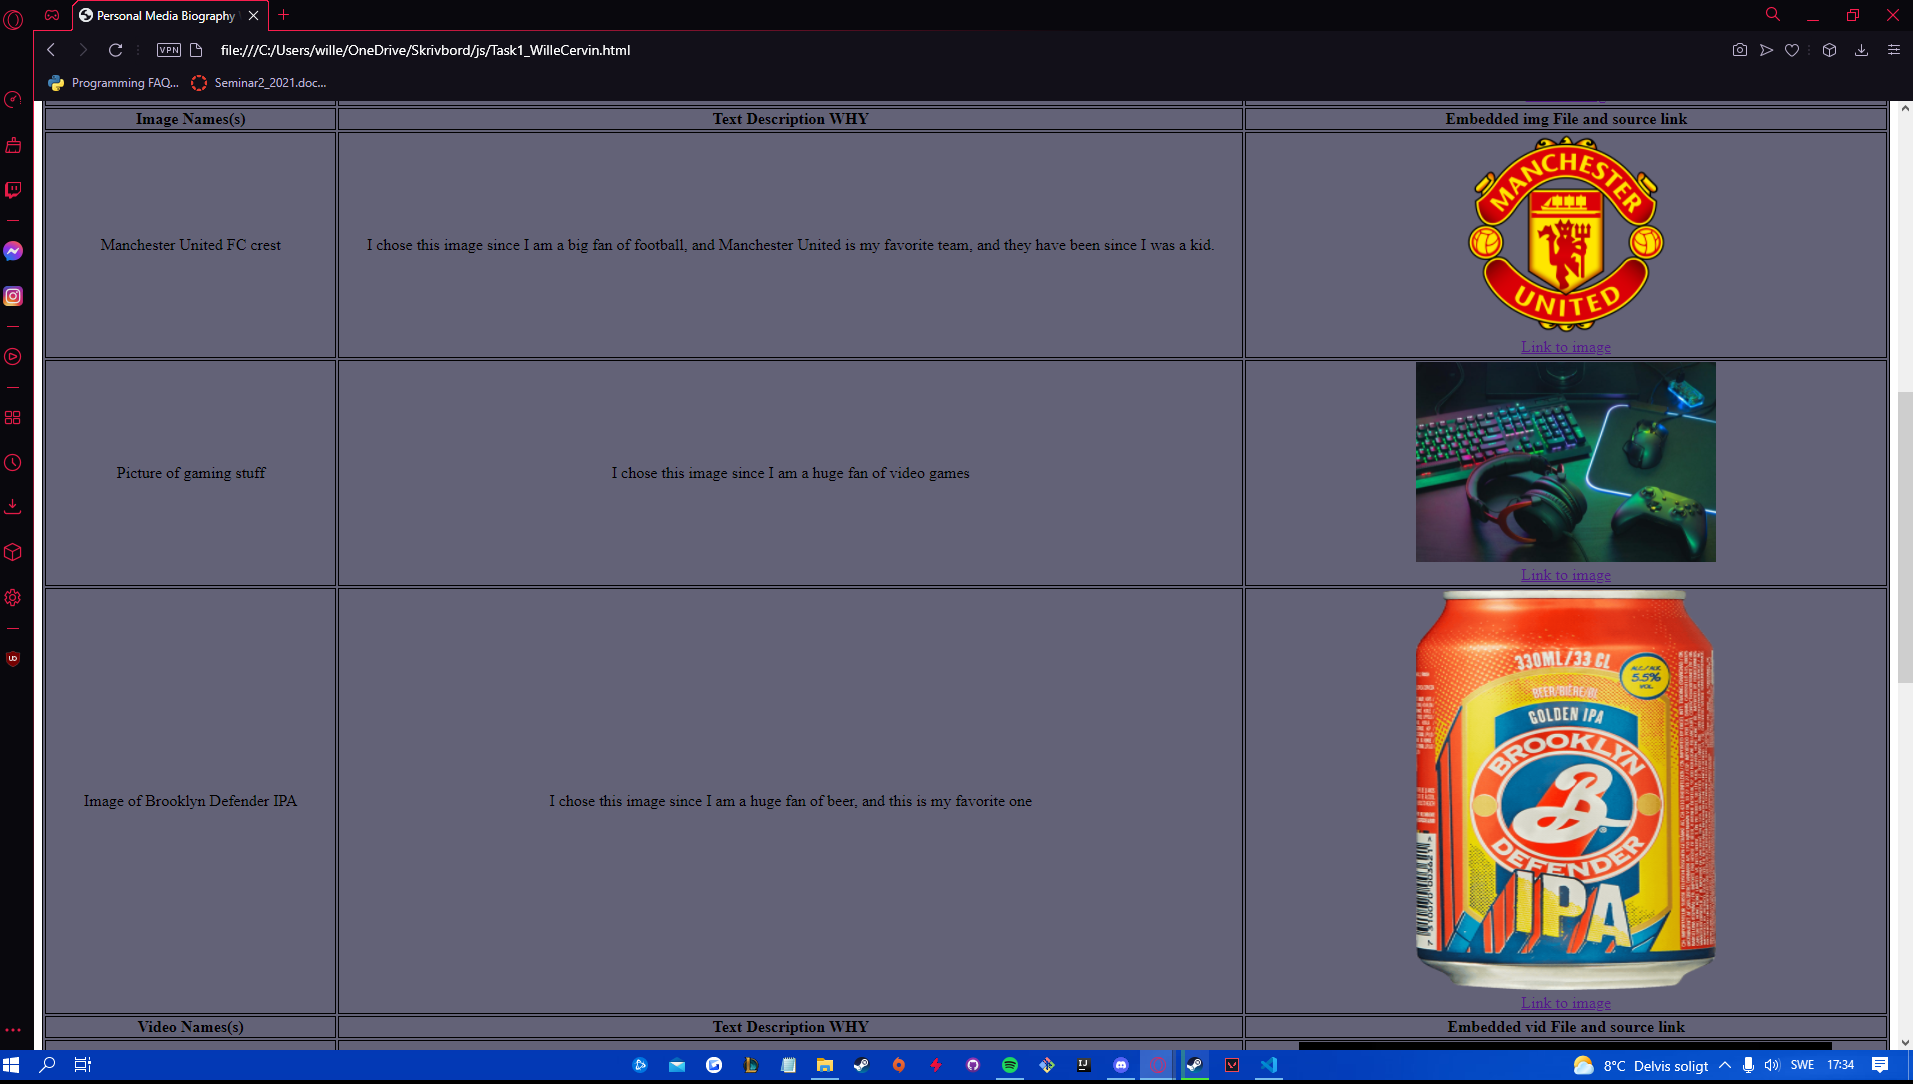 Personal Media Biography
VPN
file:///C:/Users/wille/OneDrive/Skrivbord/js/Task1_WilleCervin.html
Programming FAQ...
Seminar2_2021.doc...
Image Names(s)
Text Description WHY
Embedded img File and source link
Manchester United FC crest
I chose this image since I am a big fan of football, and Manchester United is my favorite team, and they have been since I was a kid.
MANCHESTER
UNITED
Link to image
Picture of gaming stuff
I chose this image since I am a huge fan of video games
Link to image
Image of Brooklyn Defender IPA
I chose this image since I am a huge fan of beer, and this is my favorite one
330ML/33 CL
ALC./ALK.
5.5%
VOL
BEER/BIÈRE/ØL
GOLDEN IPA
BROOKLYN
B
DEFENDER
IPA
Link to image
Video Names(s)
Text Description WHY
Embedded vid File and source link
8°C Delvis soligt
SWE
17:34